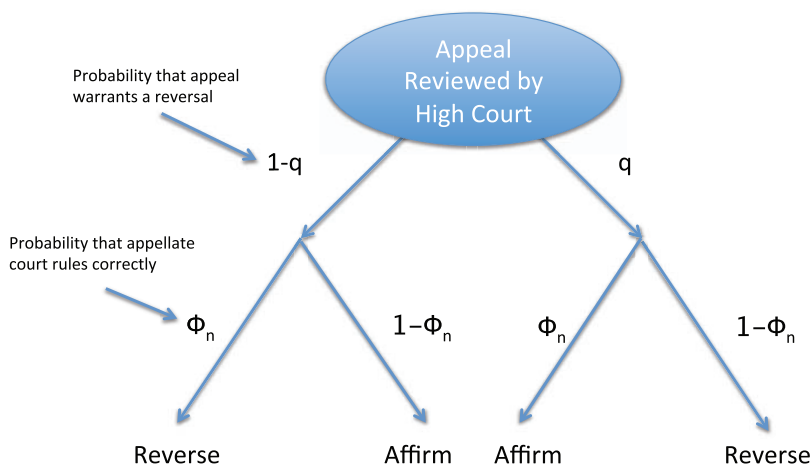 Appeal
Reviewed by
High Court
Probability that appeal
warrants a reversal
1-q
q
Probability that appellate
court rules correctly
Φn
1−Φn
Φn
1−Φn
Reverse
Affirm
Affirm
Reverse